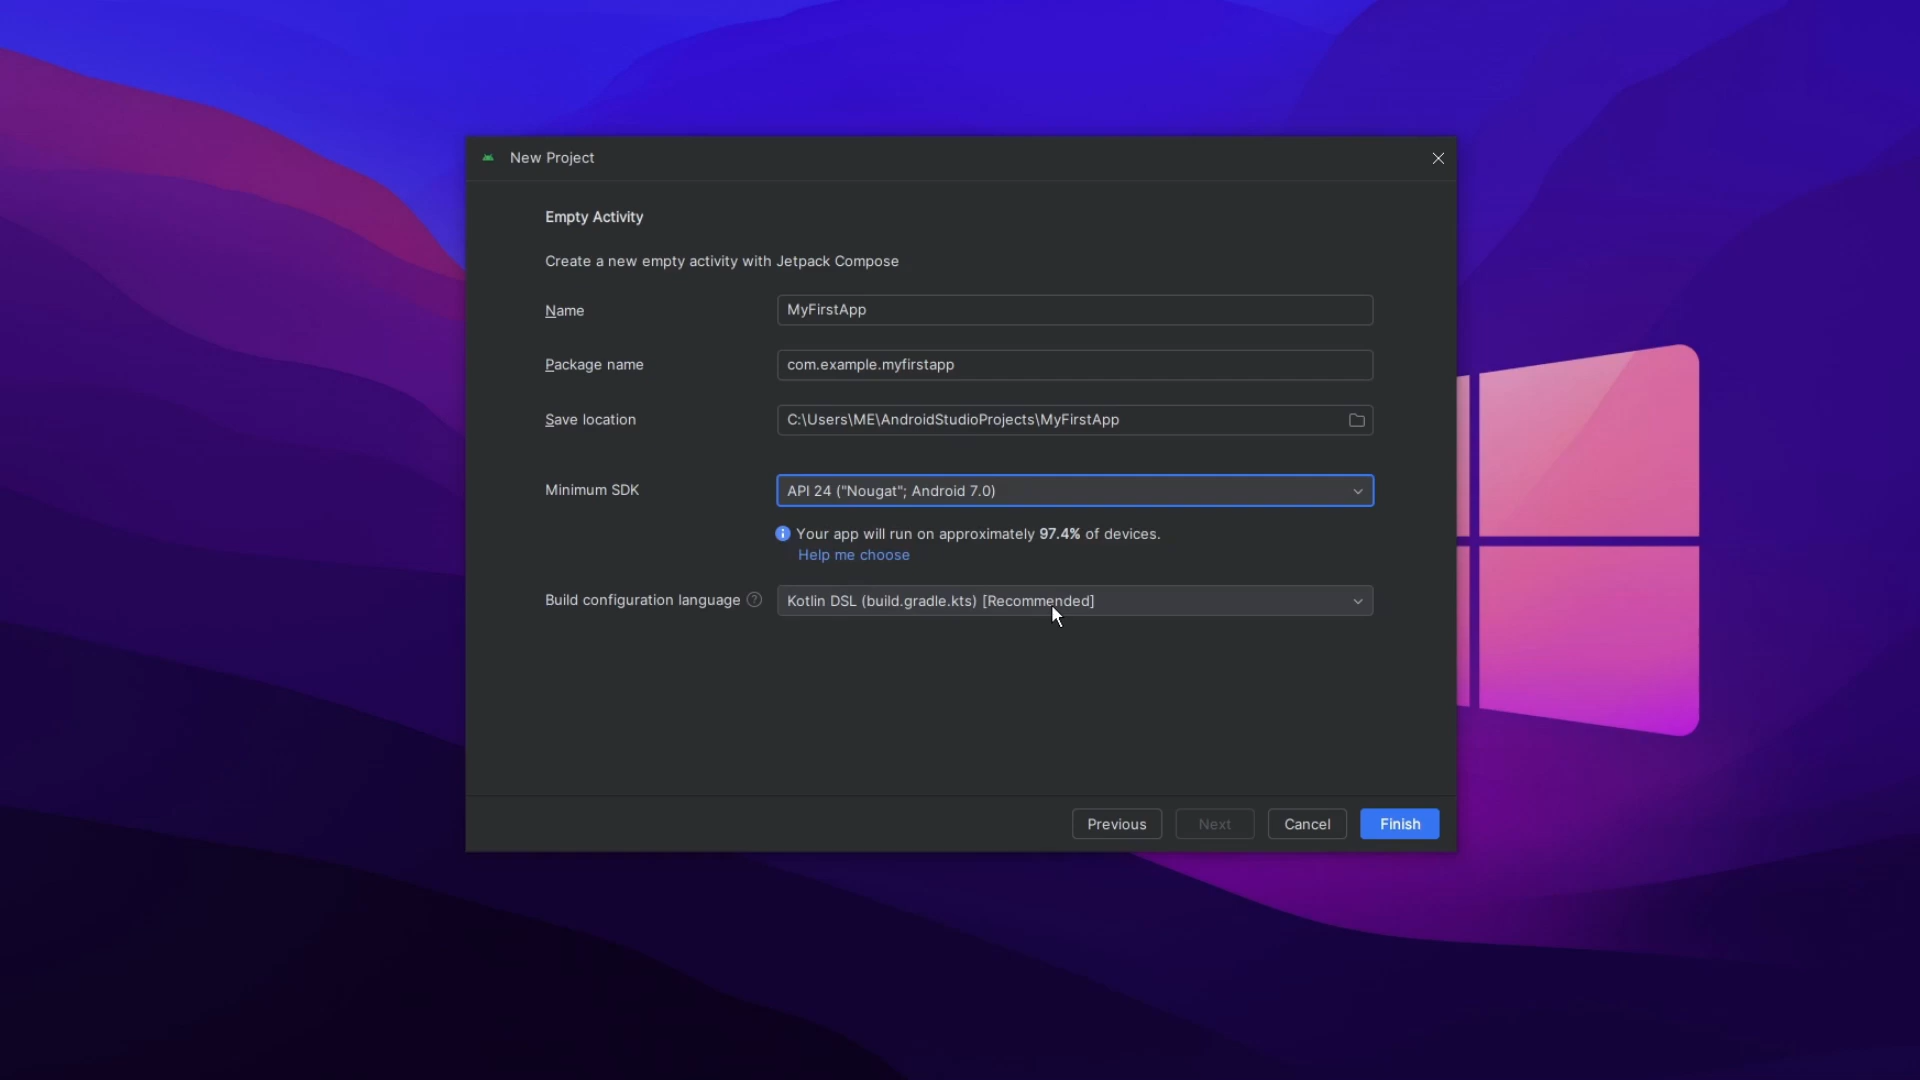 New Project
Empty Activity
Create a new empty activity with Jetpack Compose
Name
MyFirstApp
Package name
com.example.myfirstapp
Save location
C:\Users\ME\AndroidStudioProjects\MyFirstApp
Minimum SDK
API 24 ("Nougat"; Android 7.0)
Your app will run on approximately 97.4% of devices.
Help me choose
Build configuration language
Kotlin DSL (build.gradle.kts) [Recommended]
Previous
Next
Cancel
Finish